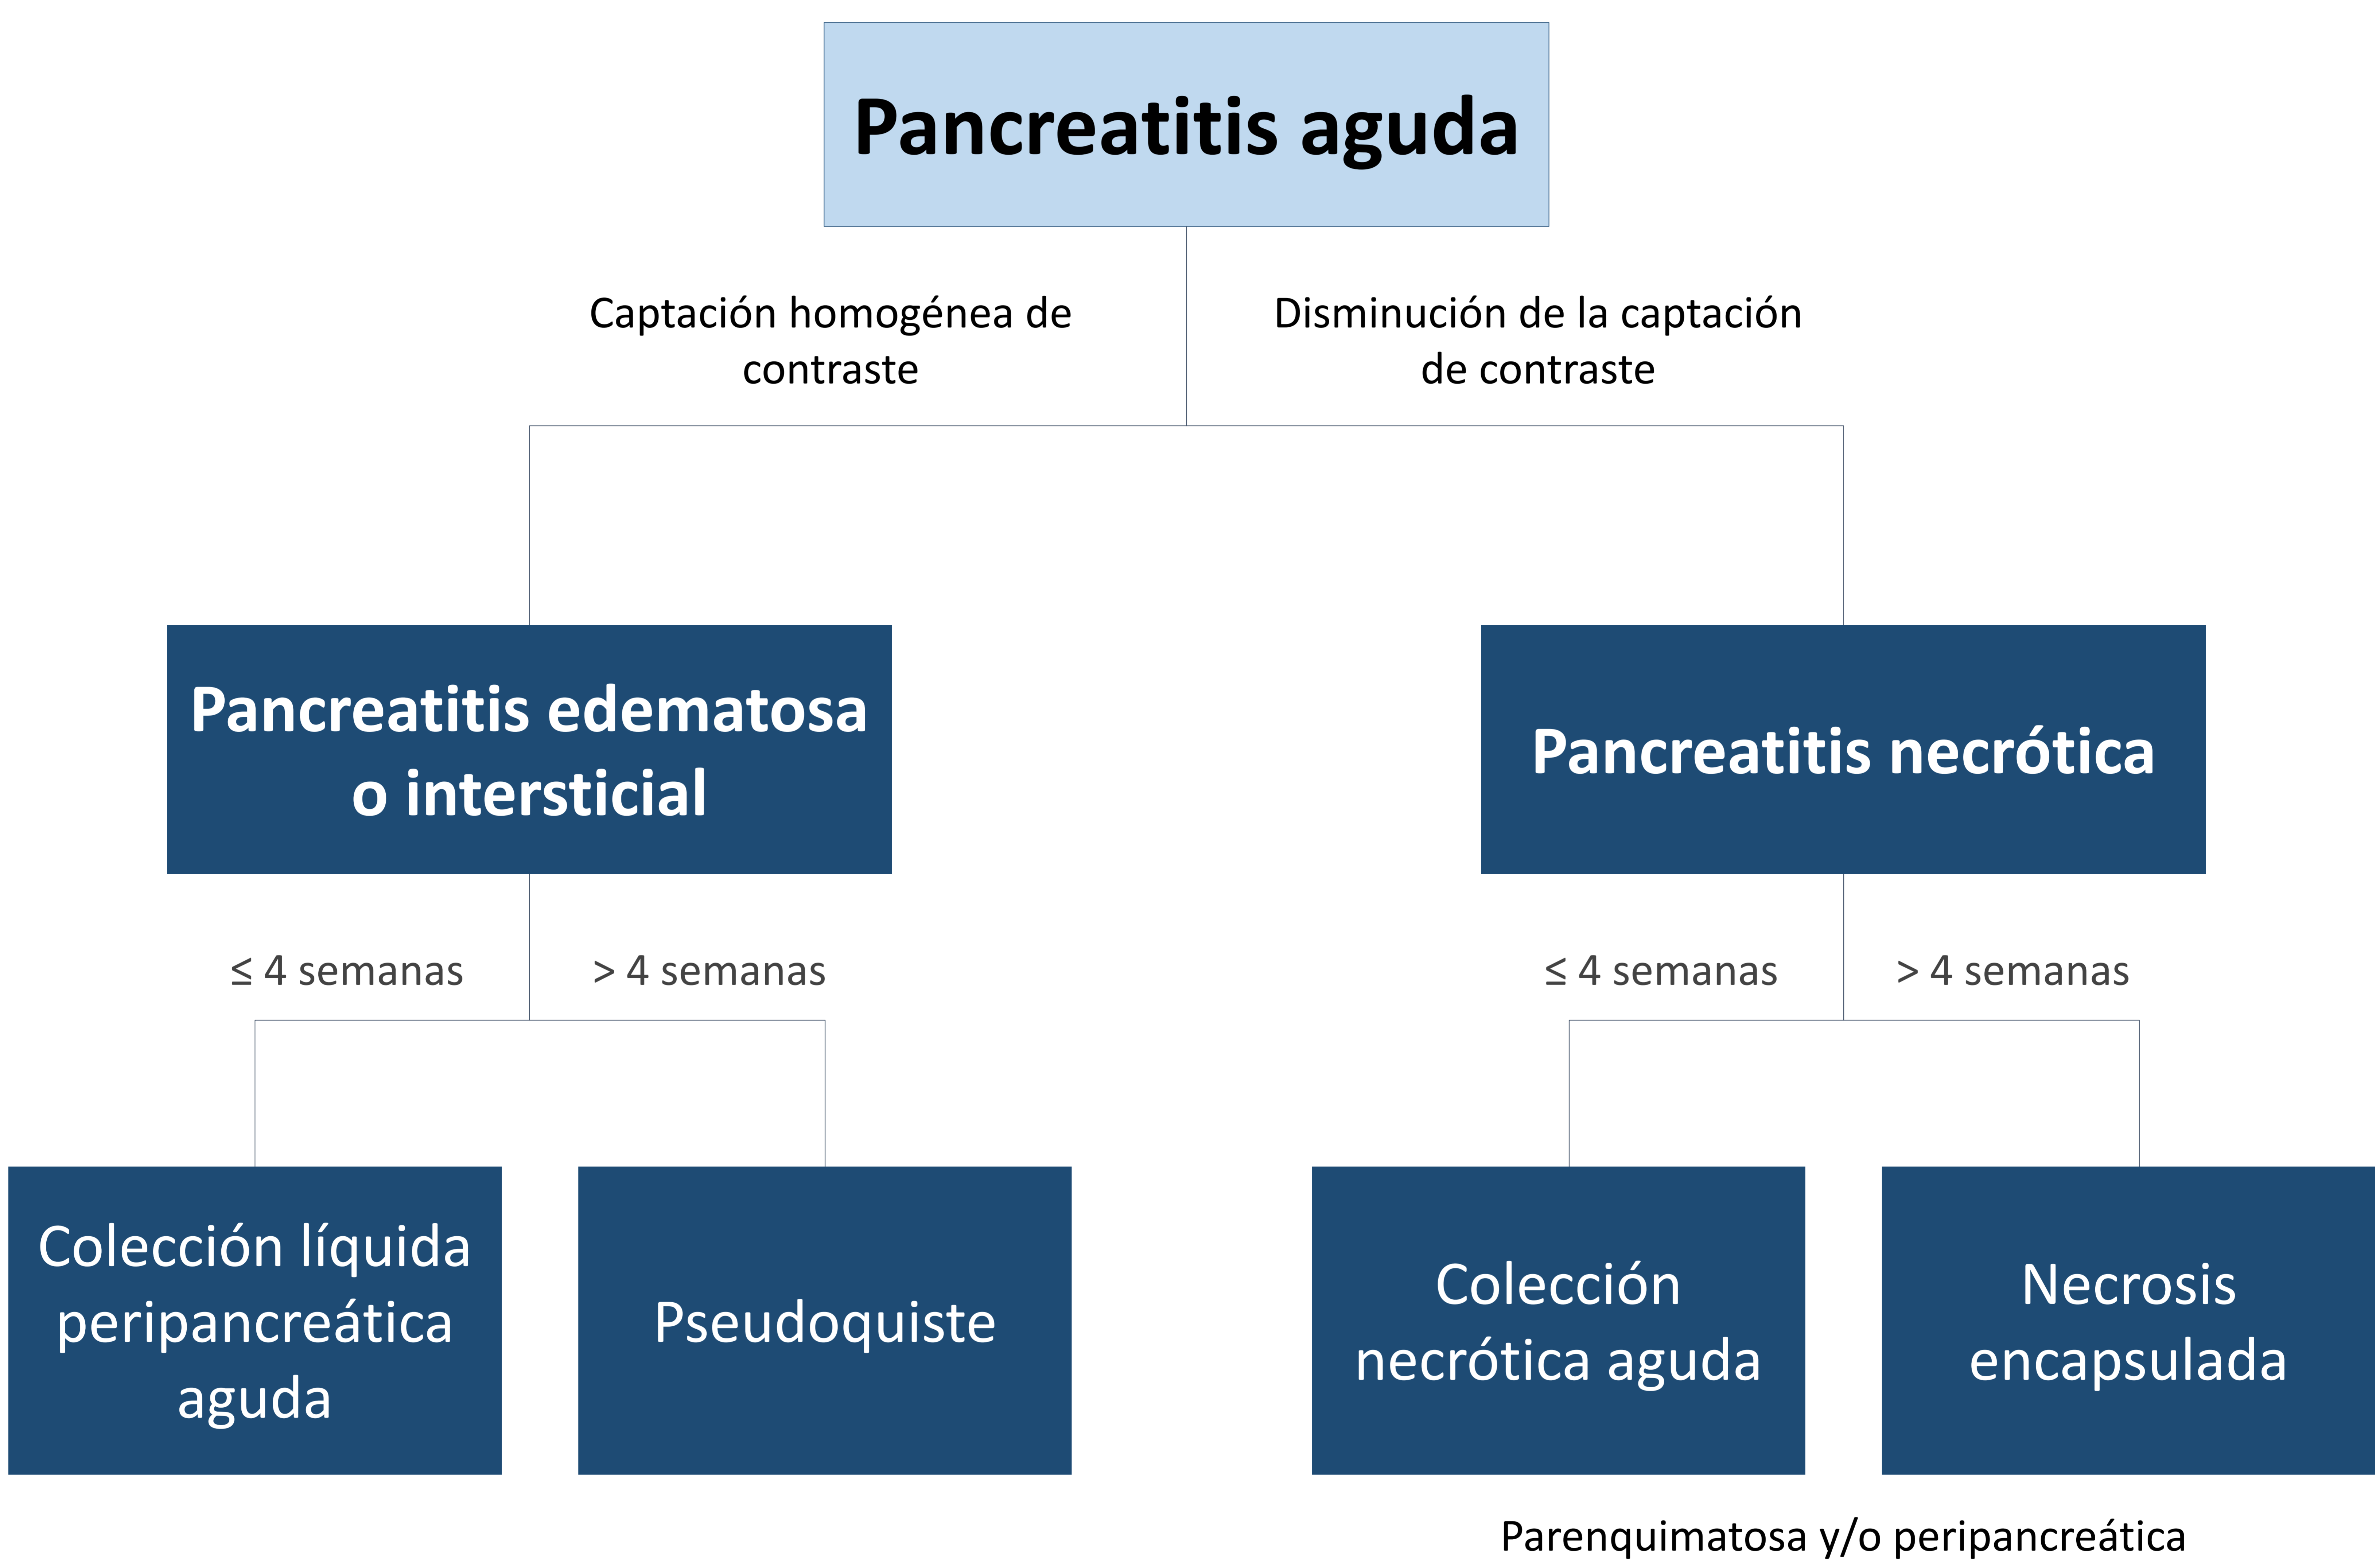 Pancreatitis aguda
Captación homogénea de
contraste
Disminución de la captación
de contraste
Pancreatitis edematosa
o intersticial
Pancreatitis necrótica
≤ 4 semanas
> 4 semanas
≤ 4 semanas
> 4 semanas
Colección líquida
peripancreática
aguda
Pseudoquiste
Colección
necrótica aguda
Necrosis
encapsulada
Parenquimatosa y/o peripancreática